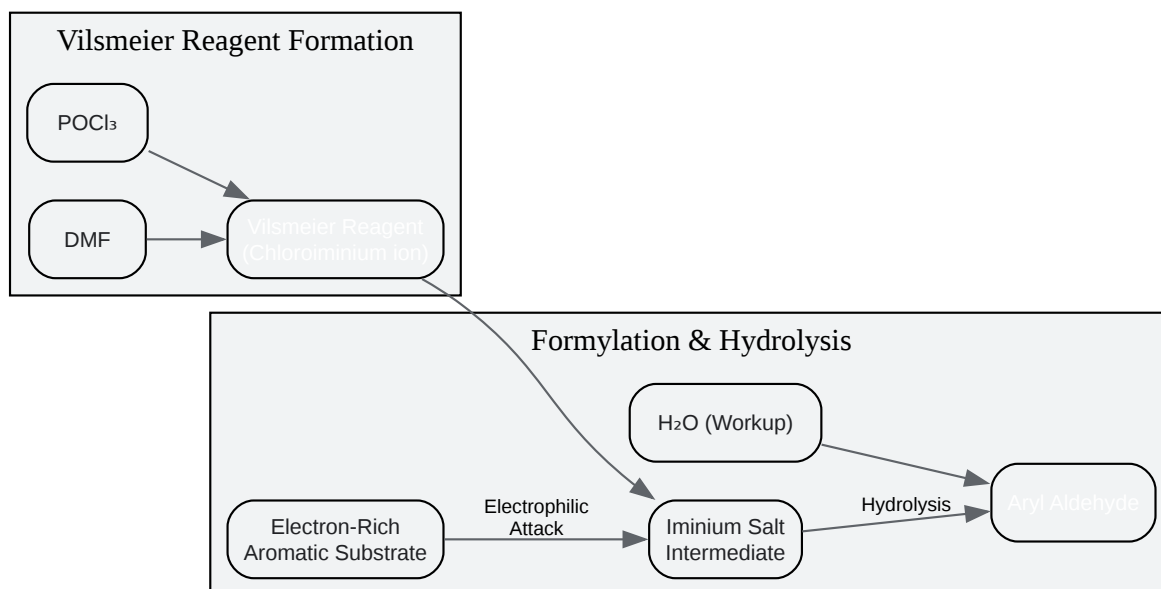 Vilsmeier Reagent Formation
POCl₃
DMF
Vilsmeier Reagent
(Chloroiminium ion)
Formylation & Hydrolysis
H₂O (Workup)
Electron-Rich
Aromatic Substrate
Electrophilic
Attack
Iminium Salt
Intermediate
Hydrolysis
Aryl Aldehyde